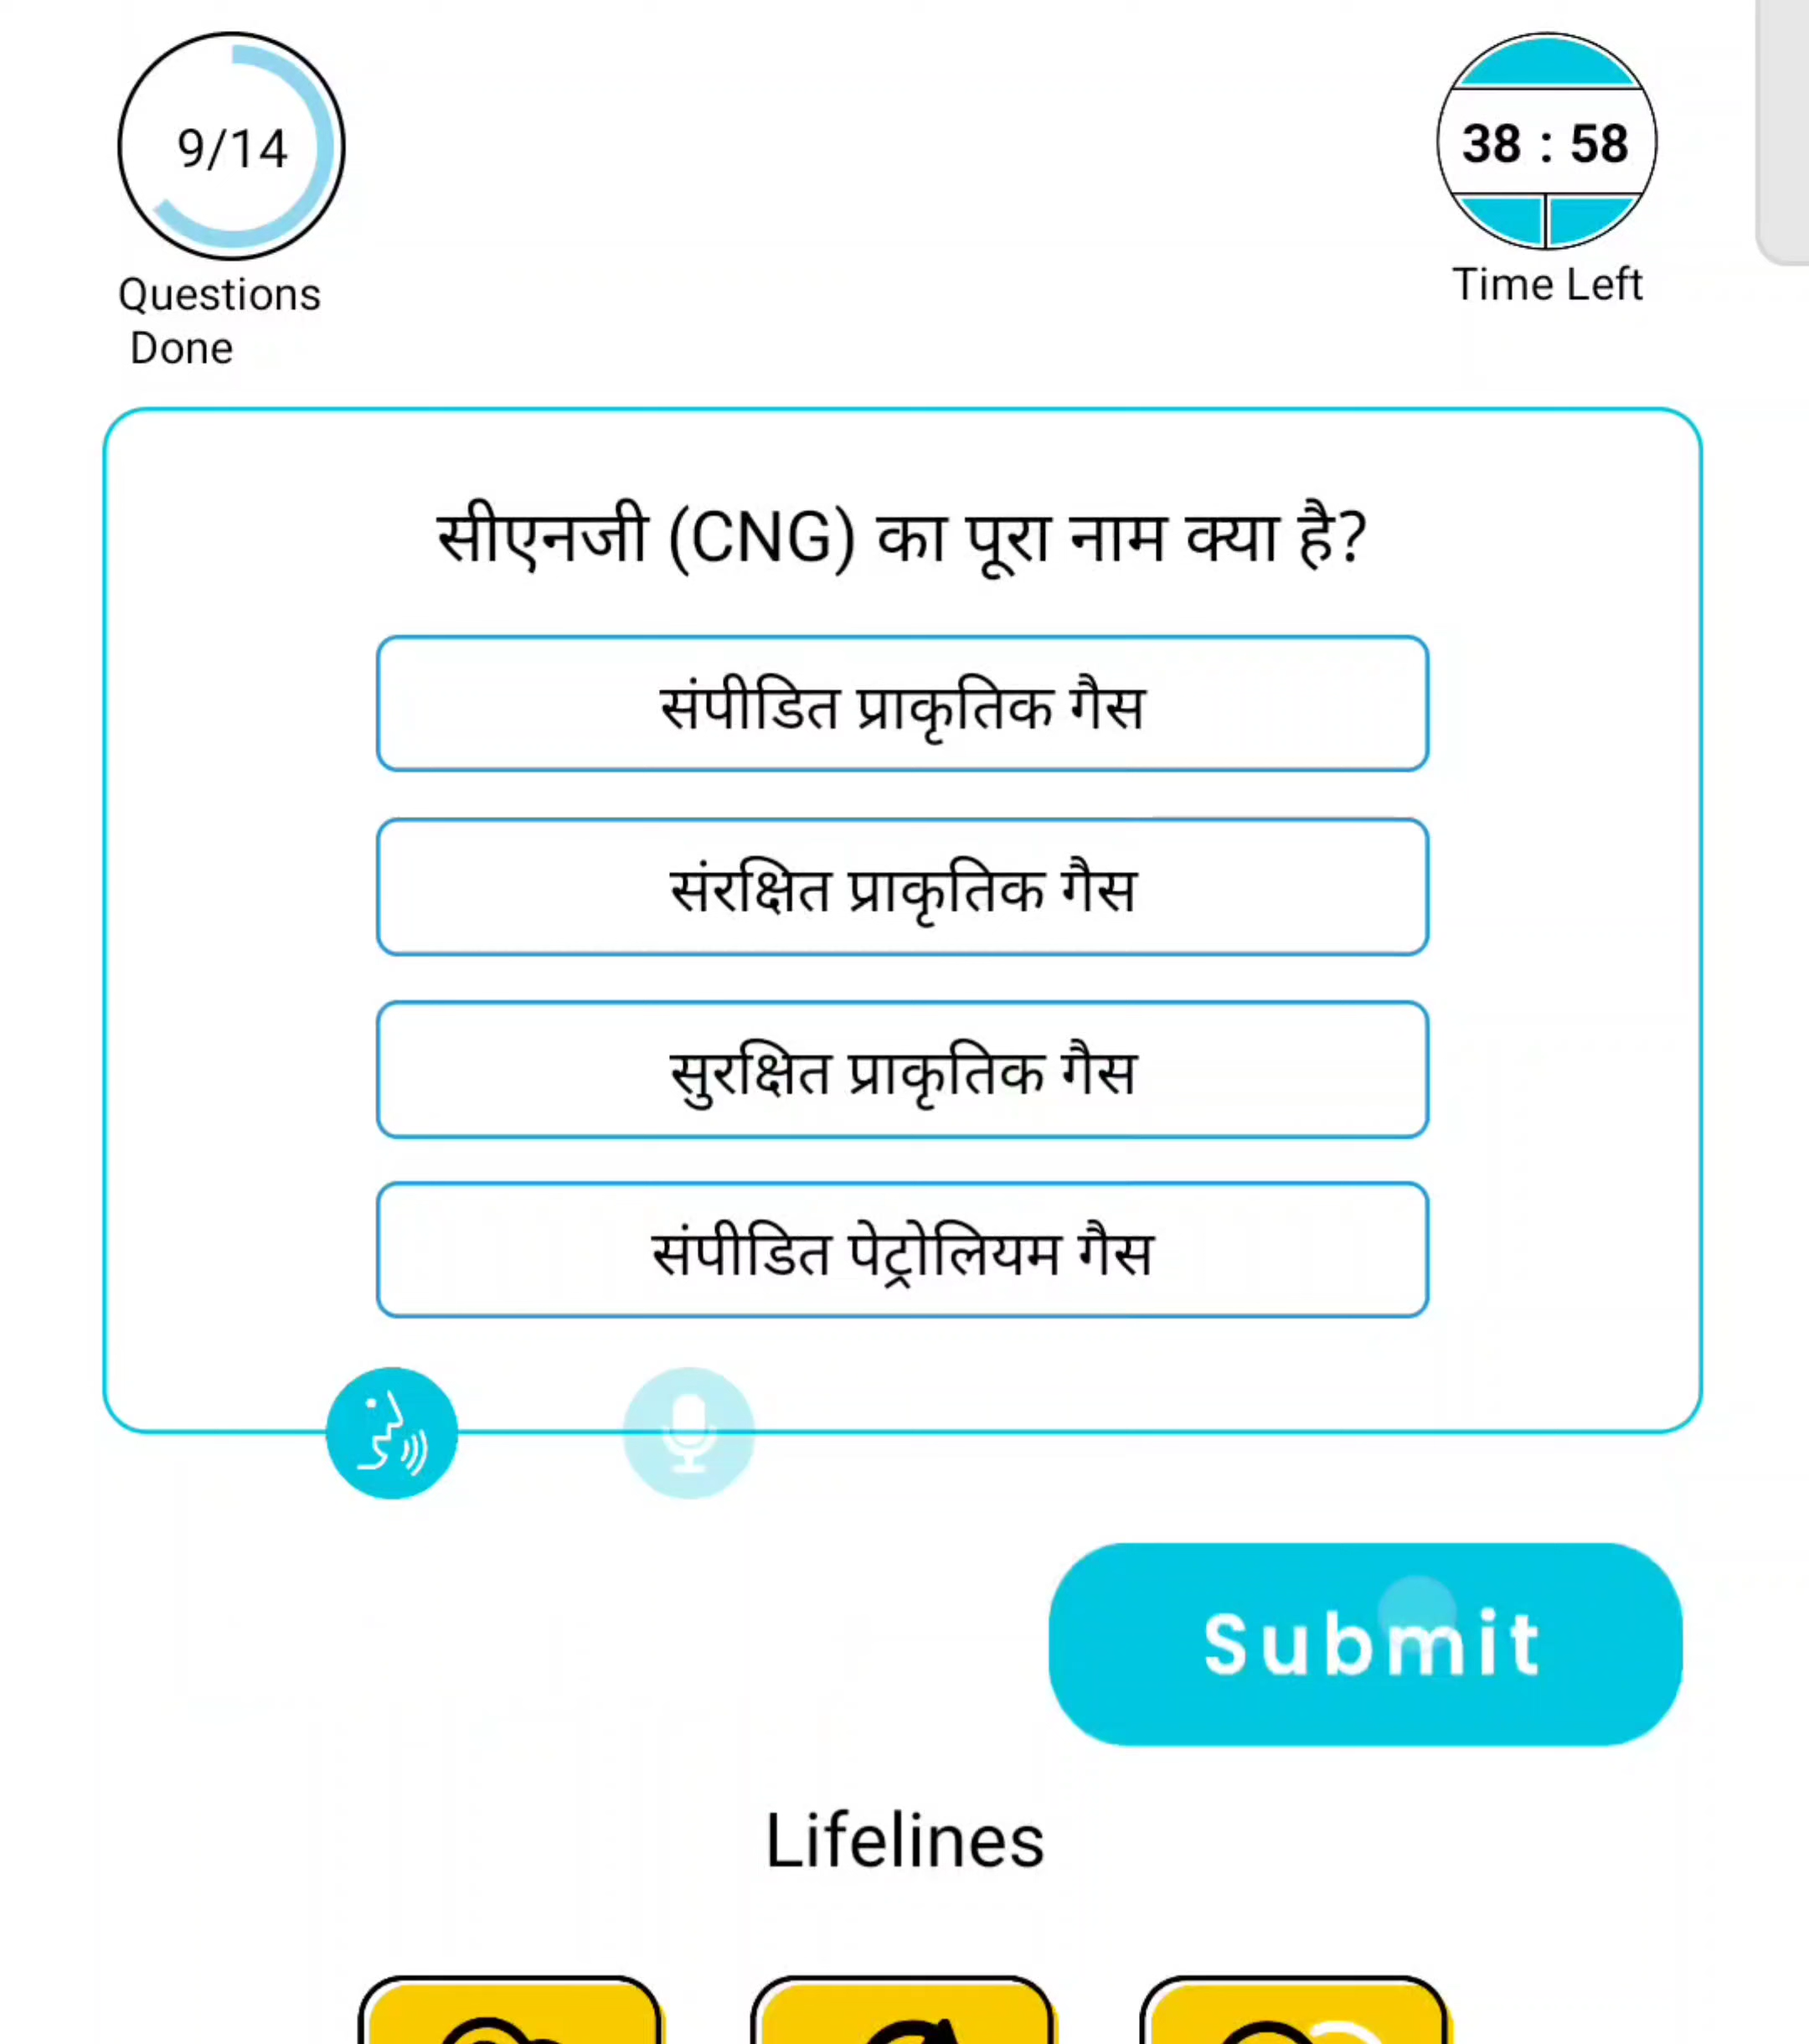 9/14
38 : 58
Questions
Done
Time Left
सीएनजी (CNG) का पूरा नाम क्या है?
संपीडित प्राकृतिक गैस
संरक्षित प्राकृतिक गैस
सुरक्षित प्राकृतिक गैस
संपीडित पेट्रोलियम गैस
Submit
Lifelines